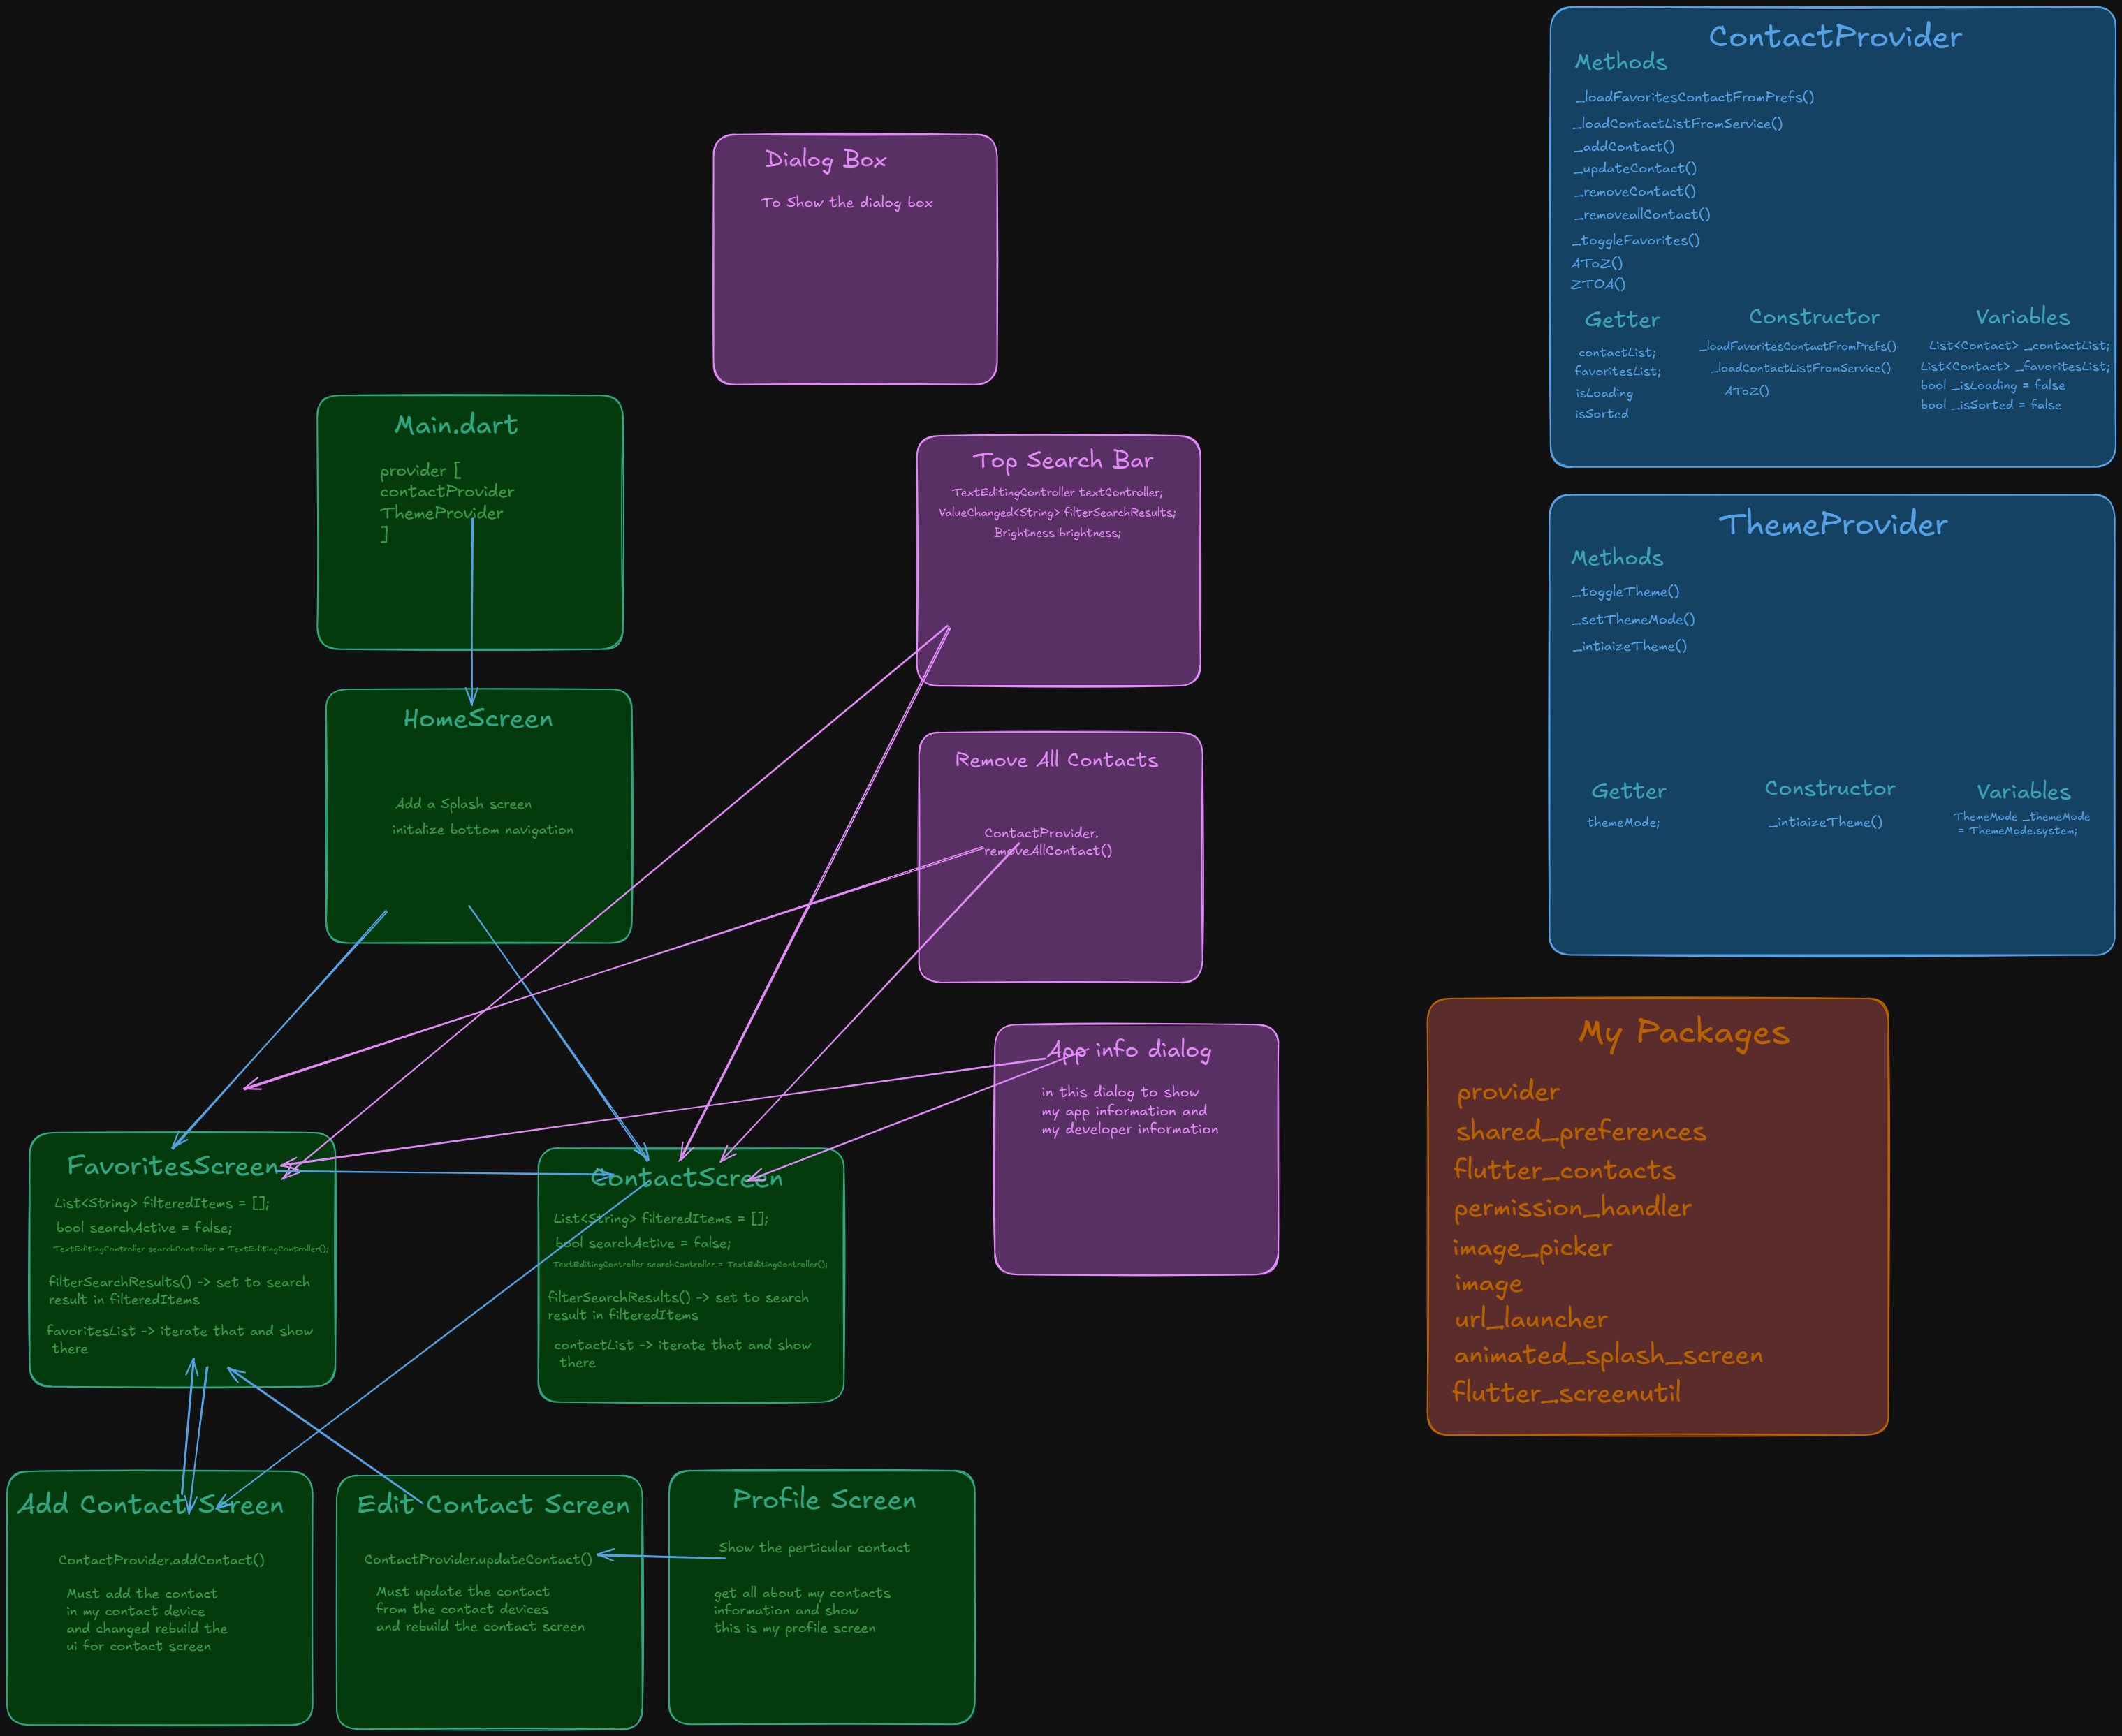 ContactProvider
Methods
_loadFavoritesContactFromPrefs()
_loadContactListFromService()
_addContact()
_updateContact()
_removeContact()
_removeallContact()
_toggleFavorites()
AToZ()
ZTOA()
Getter
contactList;
favoritesList;
isLoading
isSorted
Constructor
_loadFavoritesContactFromPrefs()
_loadContactListFromService()
AToZ()
Variables
List<Contact> _contactList;
List<Contact> _favoritesList;
bool _isLoading = false
bool _isSorted = false
Dialog Box
To Show the dialog box
Main.dart
provider [
contactProvider
ThemeProvider
]
Top Search Bar
TextEditingController textController;
ValueChanged<String> filterSearchResults;
Brightness brightness;
ThemeProvider
Methods
_toggleTheme()
_setThemeMode()
_intiaizeTheme()
Getter
themeMode;
Constructor
_intiaizeTheme()
Variables
ThemeMode _themeMode
= ThemeMode.system;
HomeScreen
Add a Splash screen
initalize bottom navigation
Remove All Contacts
ContactProvider.
removeAllContact()
App info dialog
in this dialog to show
my app information and
my developer information
My Packages
provider
shared_preferences
flutter_contacts
permission_handler
image_picker
image
url_launcher
animated_splash_screen
flutter_screenutil
FavoritesScreen
List<String> filteredItems = [];
bool searchActive = false;
TextEditingController searchController = TextEditingController();
filterSearchResults() -> set to search
result in filteredItems
favoritesList -> iterate that and show
there
ContactScreen
List<String> filteredItems = [];
bool searchActive = false;
TextEditingController searchController = TextEditingController();
filterSearchResults() -> set to search
result in filteredItems
contactList -> iterate that and show
there
Add Contact Screen
ContactProvider.addContact()
Must add the contact
in my contact device
and changed rebuild the
ui for contact screen
Edit Contact Screen
ContactProvider.updateContact()
Must update the contact
from the contact devices
and rebuild the contact screen
Profile Screen
Show the perticular contact
get all about my contacts
information and show
this is my profile screen